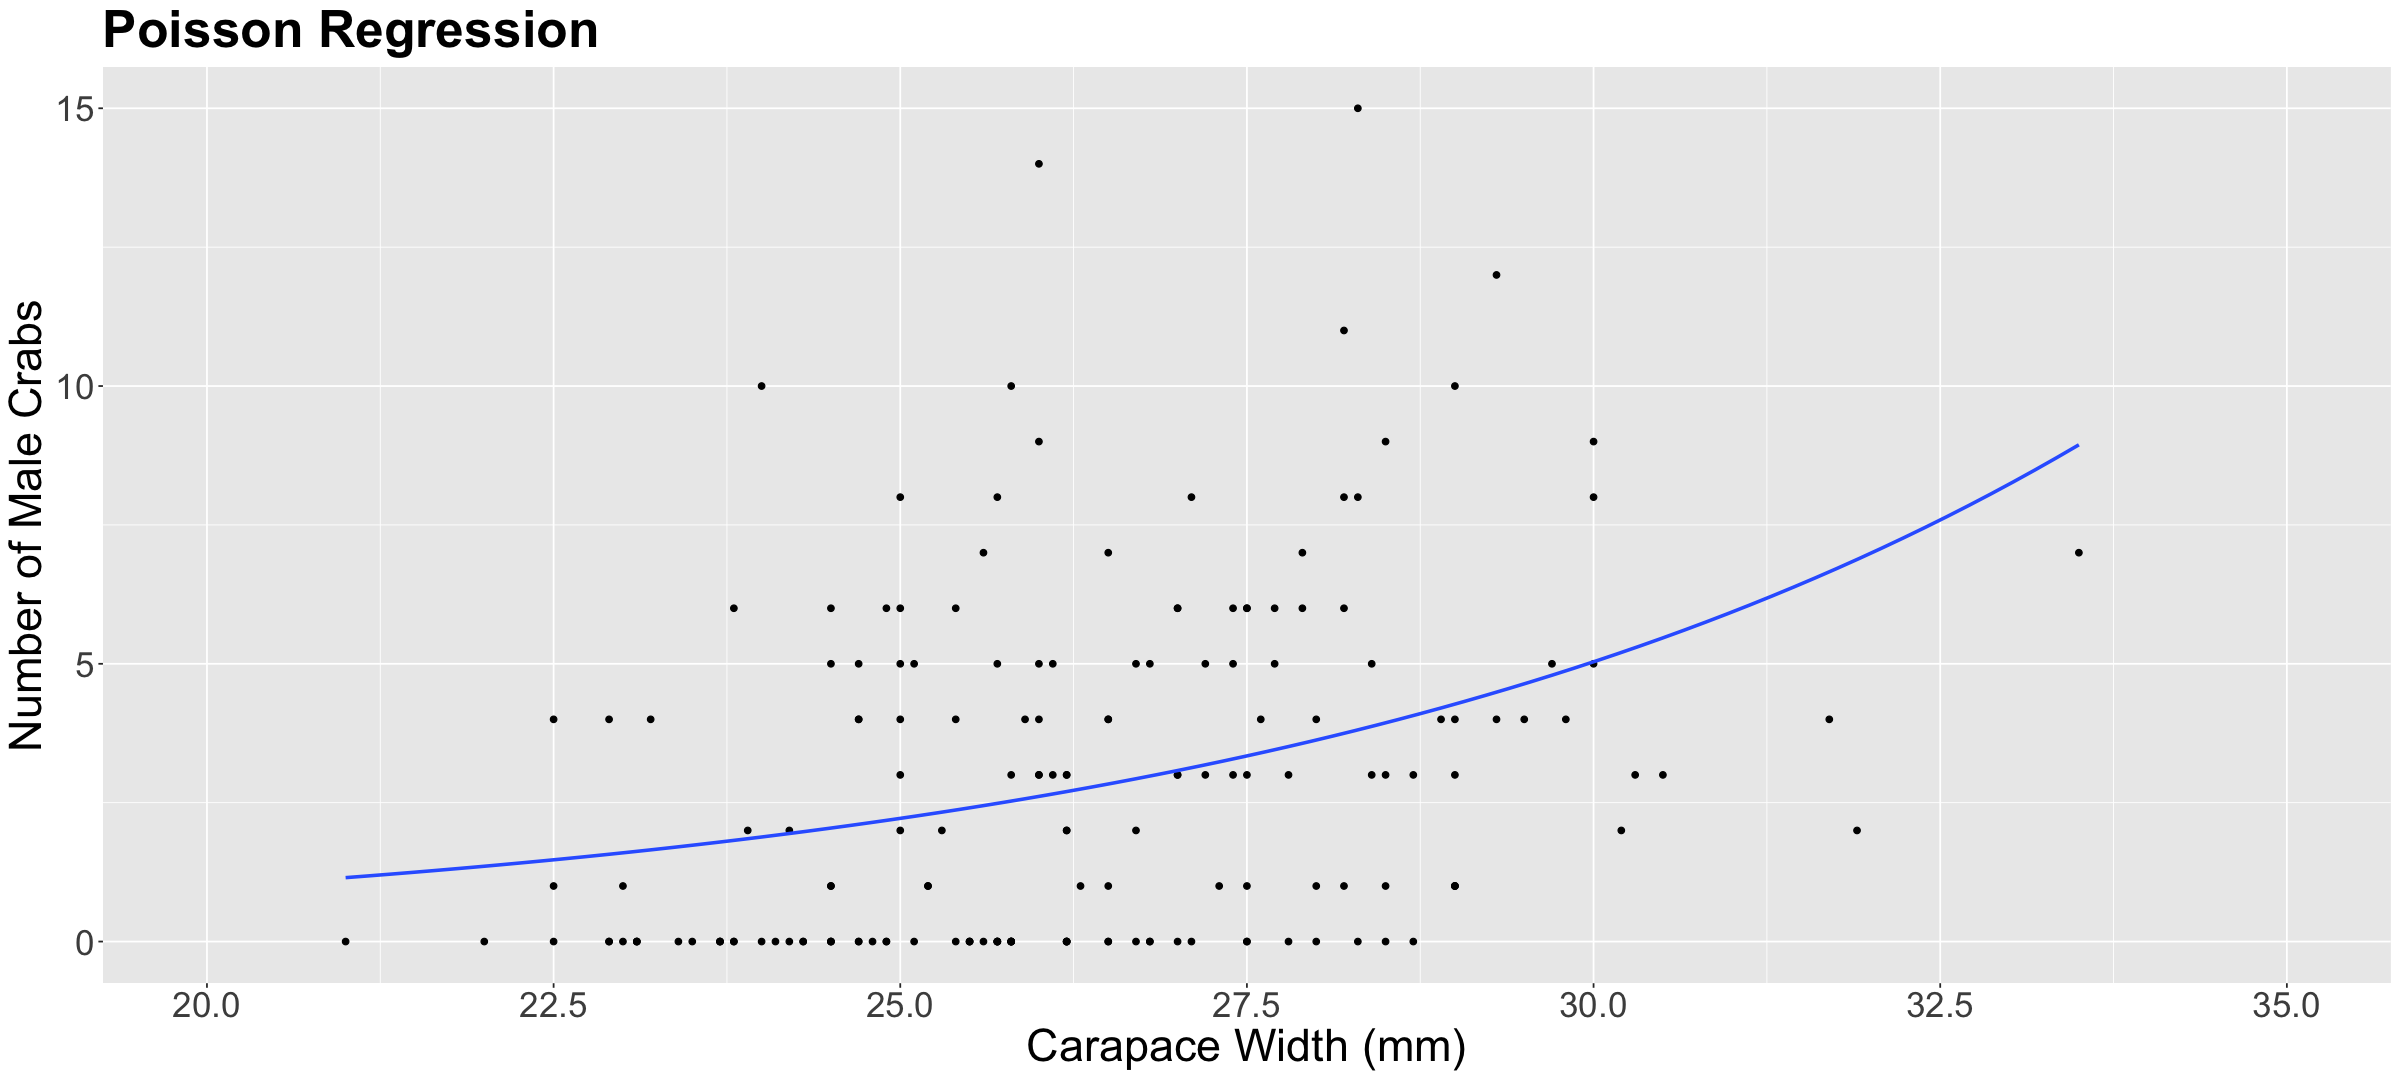 Poisson Regression
Number of Male Crabs
15
10
5
0
20.0 22.5 25.0 27.5 30.0 32.5 35.0
Carapace Width (mm)